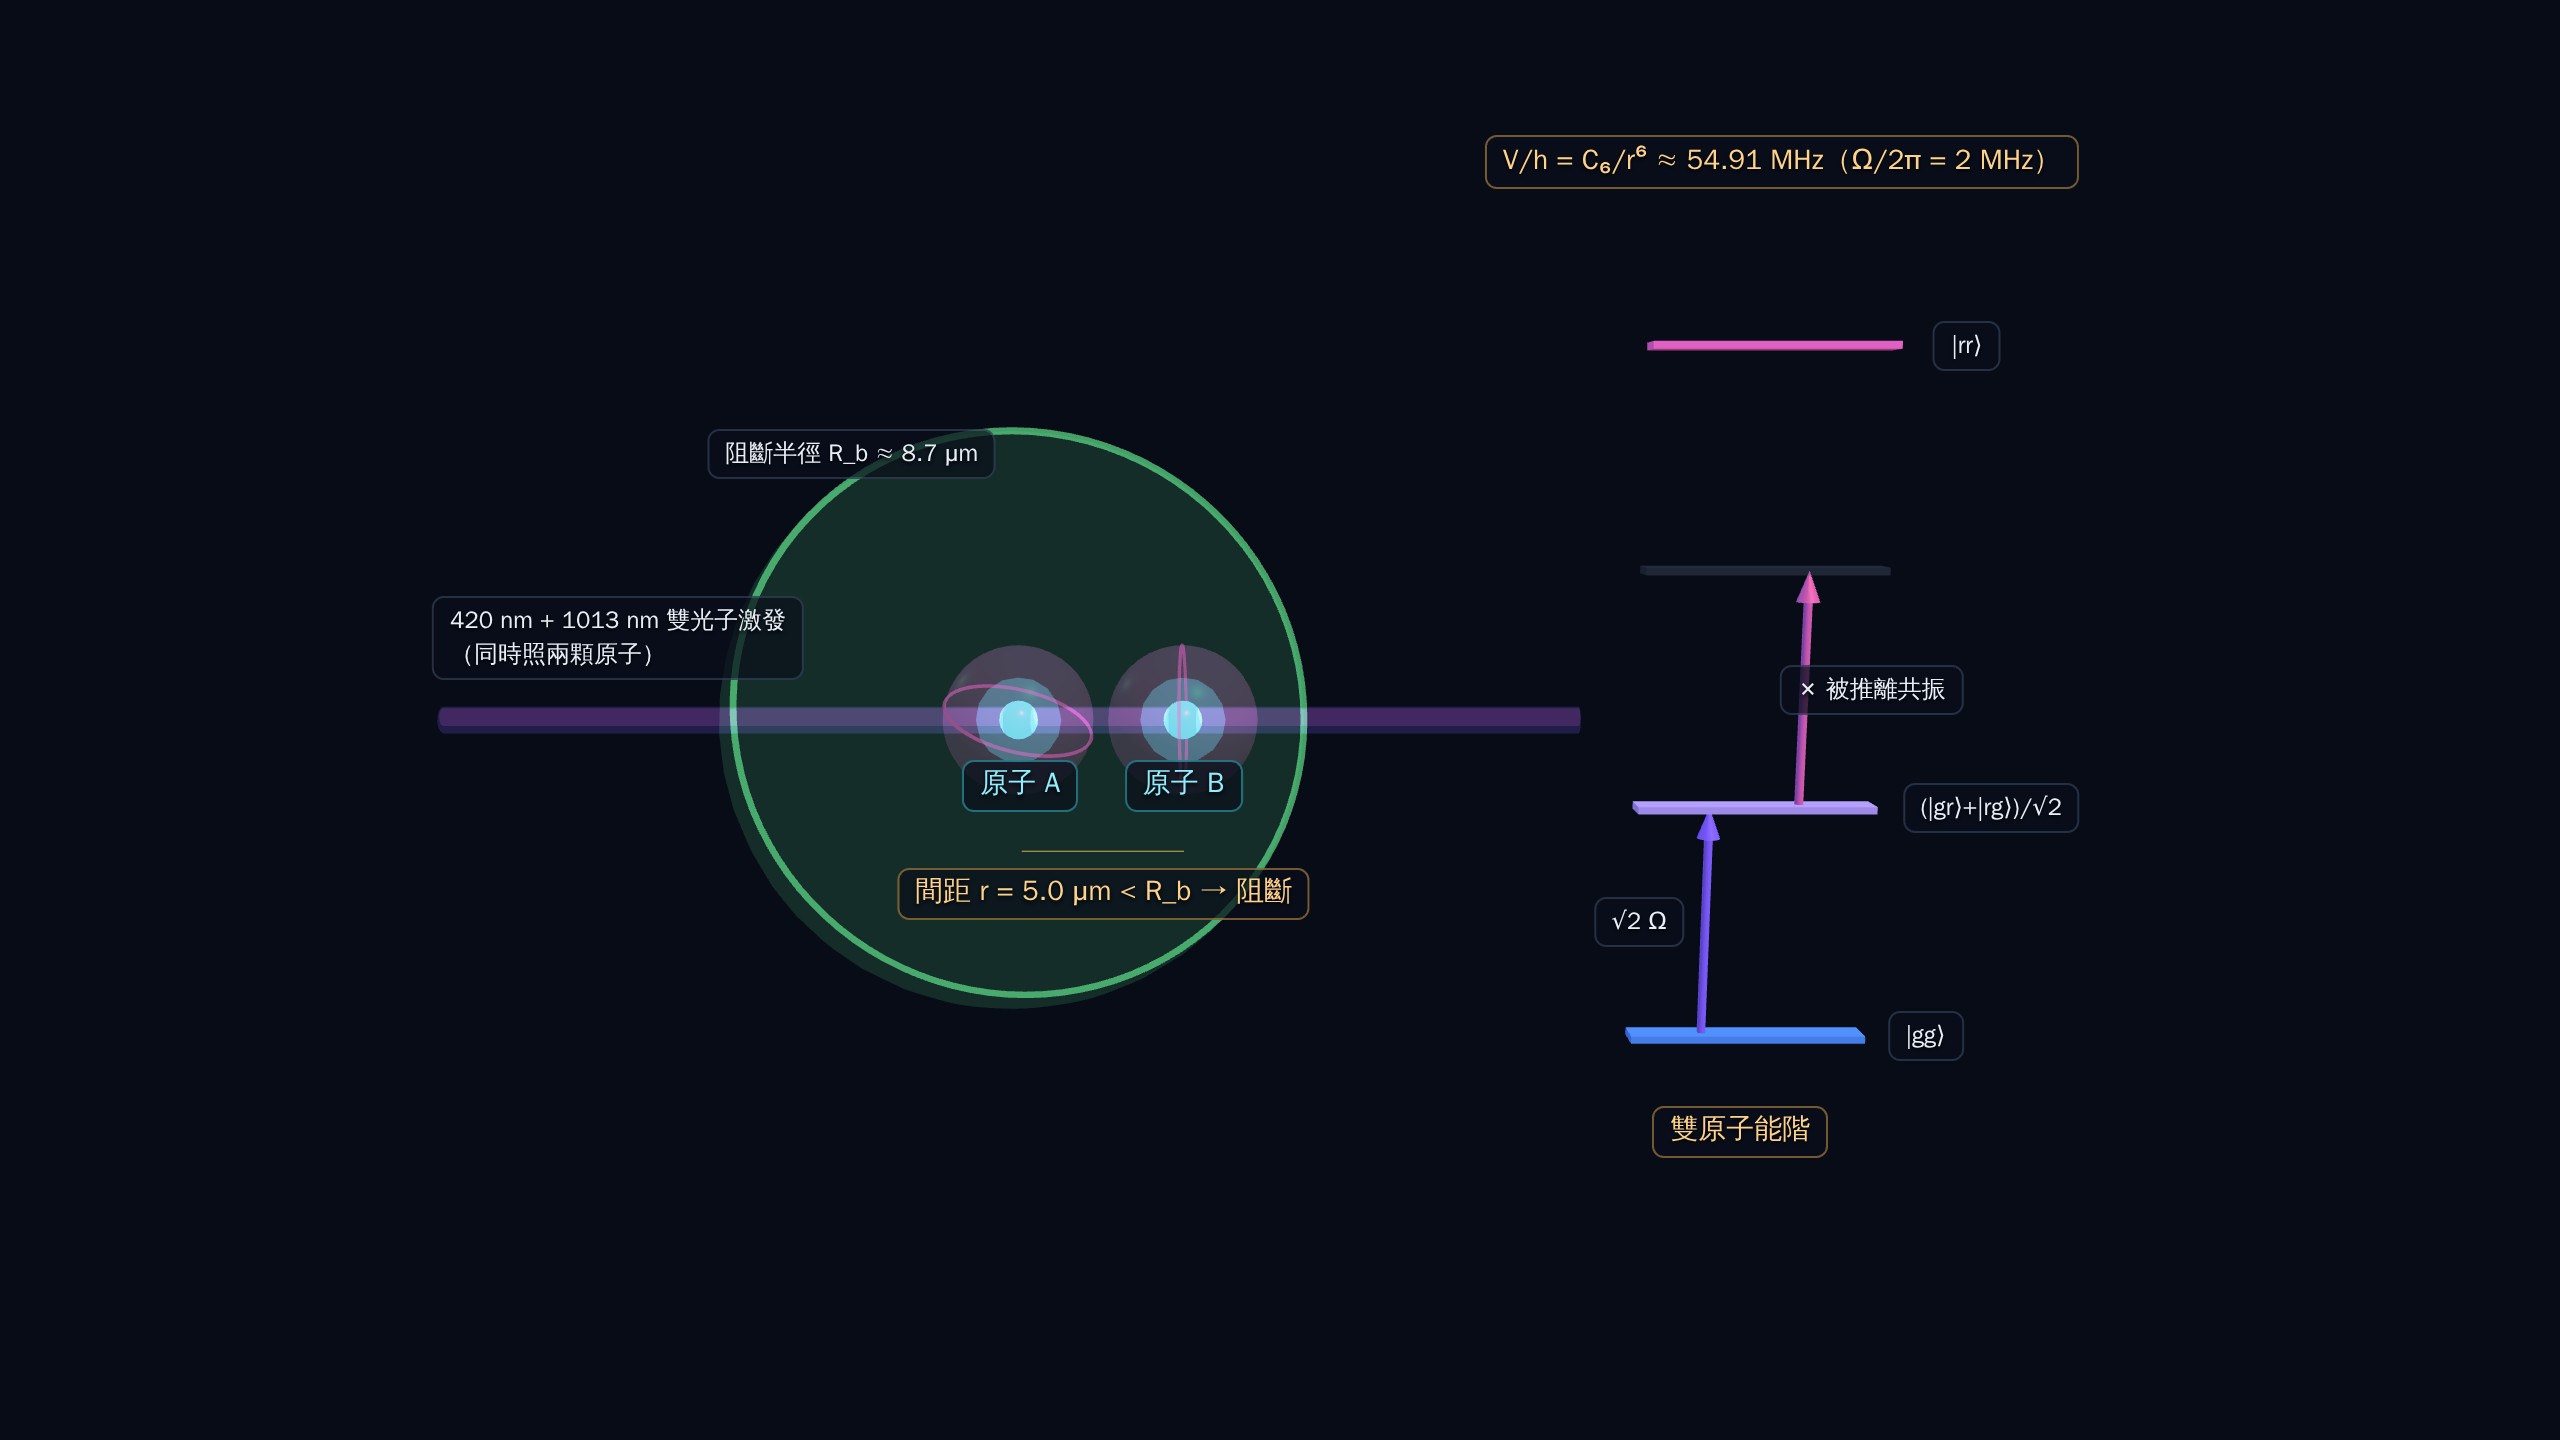 V/h = C₆/r⁶ ≈ 54.91 MHz（Ω/2π = 2 MHz）
|rr⟩
阻斷半徑 R_b ≈ 8.7 µm
420 nm + 1013 nm 雙光子激發
（同時照兩顆原子）
× 被推離共振
原子 A
原子 B
(|gr⟩+|rg⟩)/√2
間距 r = 5.0 µm < R_b → 阻斷
√2 Ω
|gg⟩
雙原子能階